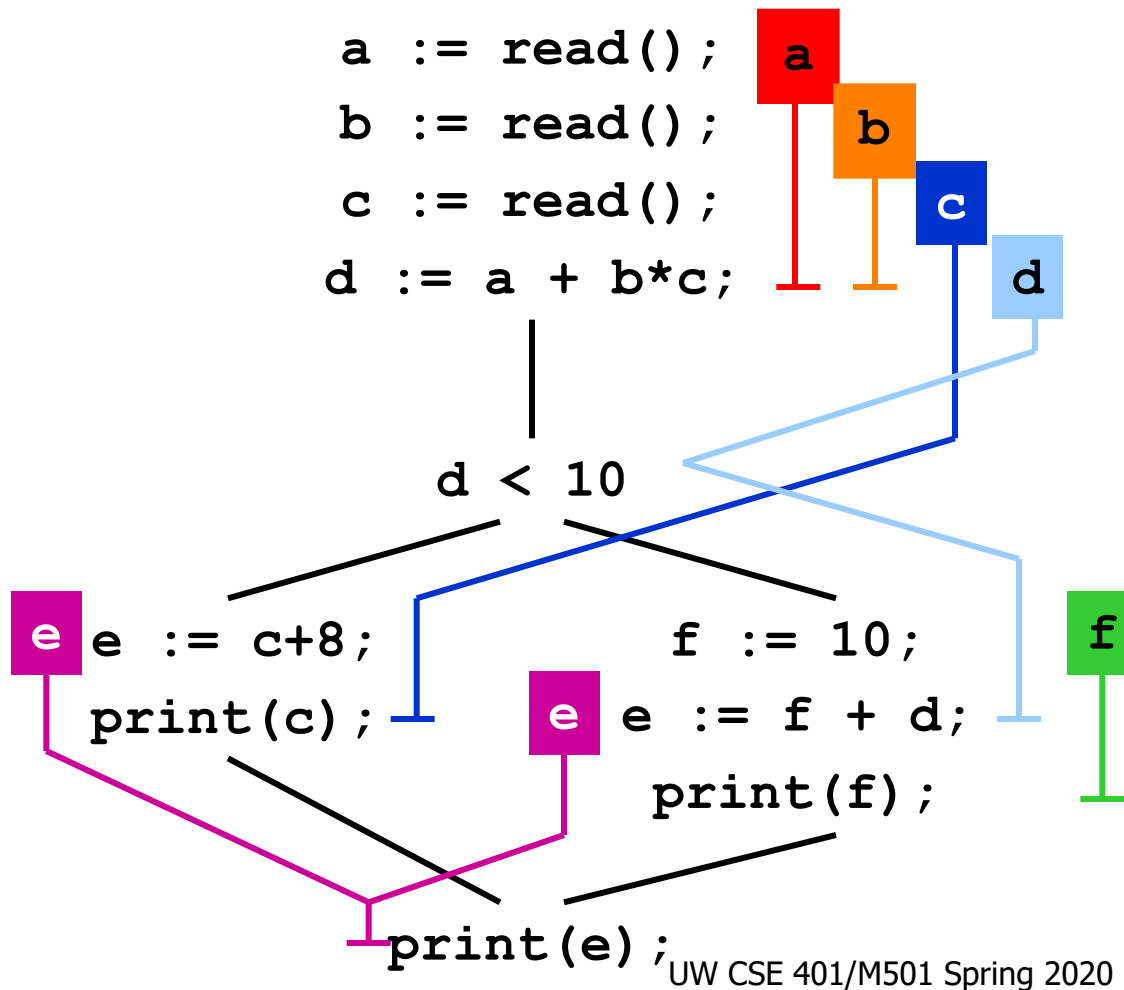 a := read(); a
b := read(); b
c := read(); c
d := a + b*c; d
d < 10
e e := c+8; f := 10; f
print(c); e e := f + d;
print(f);
print(e);
UW CSE 401/M501 Spring 2020